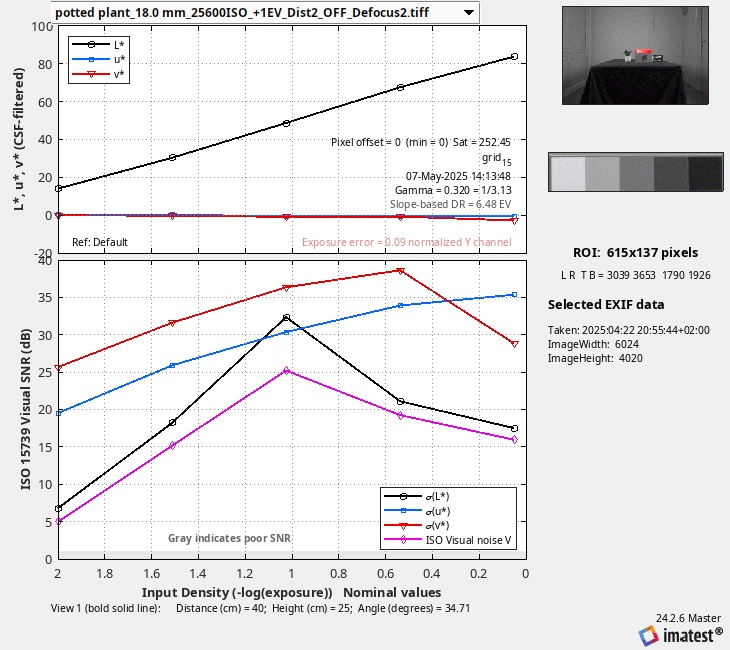 potted plant_18.0 mm_25600ISO_+1EV_Dist2_OFF_Defocus2.tiff
L*, u*, v* (CSF-filtered)
100
80
60
40
20
0
-20
L*
u*
v*
Pixel offset = 0 (min = 0) Sat = 252.45
grid15
07-May-2025 14:13:48
Gamma = 0.320 = 1/3.13
Slope-based DR = 6.48 EV
Ref: Default
Exposure error = 0.09 normalized Y channel
ISO 15739 Visual SNR (dB)
40
35
30
25
20
15
10
5
0
σ(L*)
σ(u*)
σ(v*)
ISO Visual noise V
Gray indicates poor SNR
2 1.8 1.6 1.4 1.2 1 0.8 0.6 0.4 0.2 0
Input Density (-log(exposure)) Nominal values
View 1 (bold solid line): Distance (cm) = 40; Height (cm) = 25; Angle (degrees) = 34.71
ROI: 615x137 pixels
L R T B = 3039 3653 1790 1926
Selected EXIF data
Taken: 2025:04:22 20:55:44+02:00
ImageWidth: 6024
ImageHeight: 4020
24.2.6 Master
imatest®